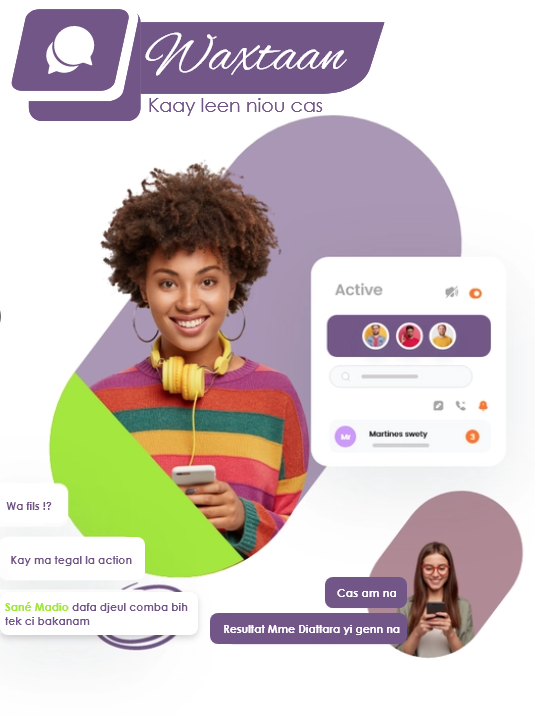 Waxtaan
Kaay leen niou cas
Active
Mr
Martines swety
3
Wa fils !?
Kay ma tegal la action
Sané Madio dafa djeul comba bih
tek ci bakanam
Cas am na
Resultat Mme Diattara yi genn na